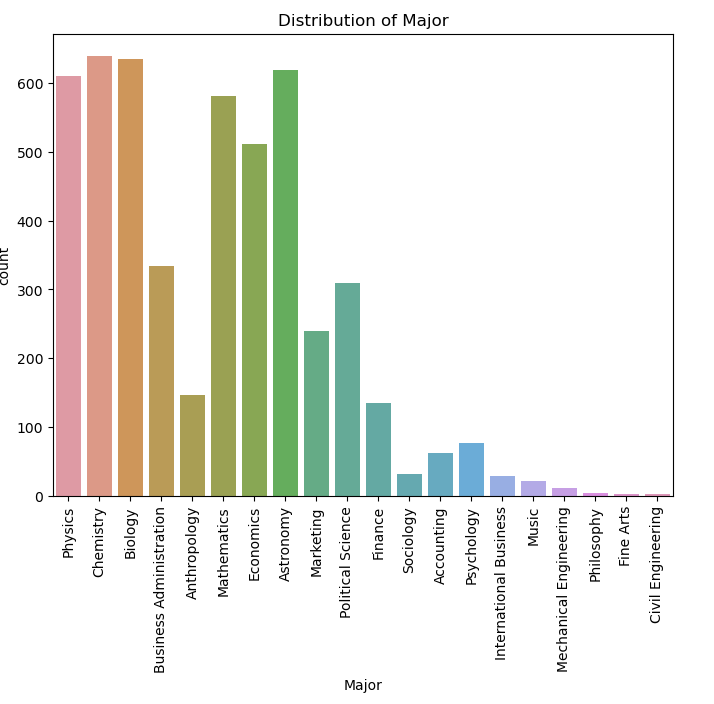 Distribution of Major
600
500
400
300
200
100
0
count
Physics
Chemistry
Biology
Business Administration
Anthropology
Mathematics
Economics
Astronomy
Marketing
Political Science
Finance
Sociology
Accounting
Psychology
International Business
Music
Mechanical Engineering
Philosophy
Fine Arts
Civil Engineering
Major